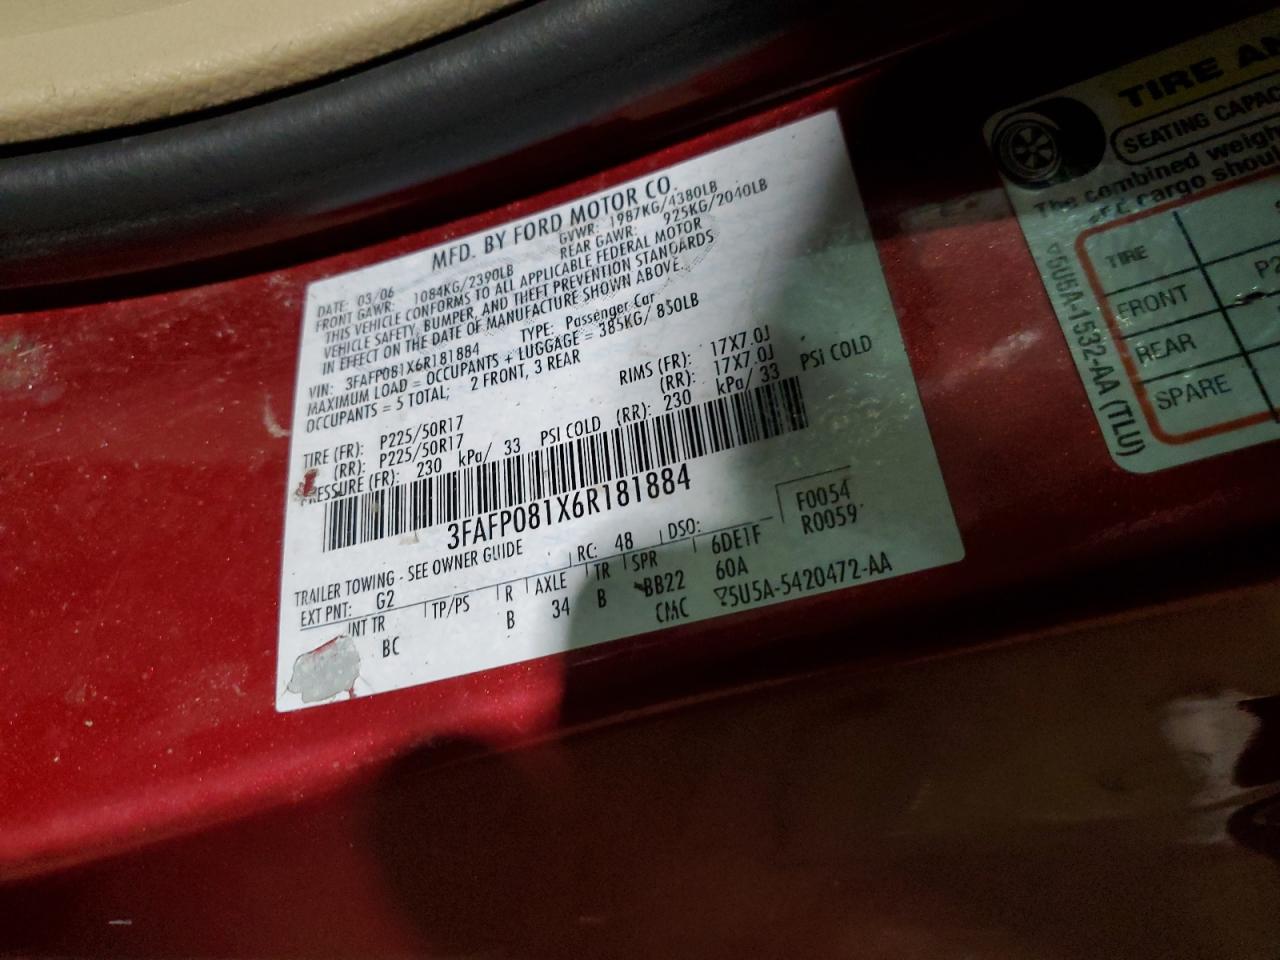 MFD. BY FORD MOTOR CO.
DATE: 03/06 GVWR: 1987KG/4380LB
FRONT GAWR: 1084KG/2390LB REAR GAWR: 925KG/2040LB
THIS VEHICLE CONFORMS TO ALL APPLICABLE FEDERAL MOTOR
VEHICLE SAFETY, BUMPER, AND THEFT PREVENTION STANDARDS
IN EFFECT ON THE DATE OF MANUFACTURE SHOWN ABOVE.
VIN: 3FAFP081X6R181884 TYPE: Passenger Car
MAXIMUM LOAD = OCCUPANTS + LUGGAGE = 385KG/ 850LB
OCCUPANTS = 5 TOTAL; 2 FRONT, 3 REAR
TIRE (FR): P225/50R17 RIMS (FR): 17X7.0J
(RR): P225/50R17 (RR): 17X7.0J
PRESSURE (FR): 230 kPa/ 33 PSI COLD (RR): 230 kPa/ 33 PSI COLD
3FAFP081X6R181884
TRAILER TOWING - SEE OWNER GUIDE
EXT PNT: G2 RC: 48 DSO: F0054
INT TR TP/PS R AXLE TR SPR 6DE1F R0059
BC B 34 B BB22 60A
CMC 5U5A-5420472-AA
TIRE
SEATING CAPAC
The combined weigh
cargo shoul
TIRE
FRONT
REAR
SPARE
5U5A-1532-AA (TLU)